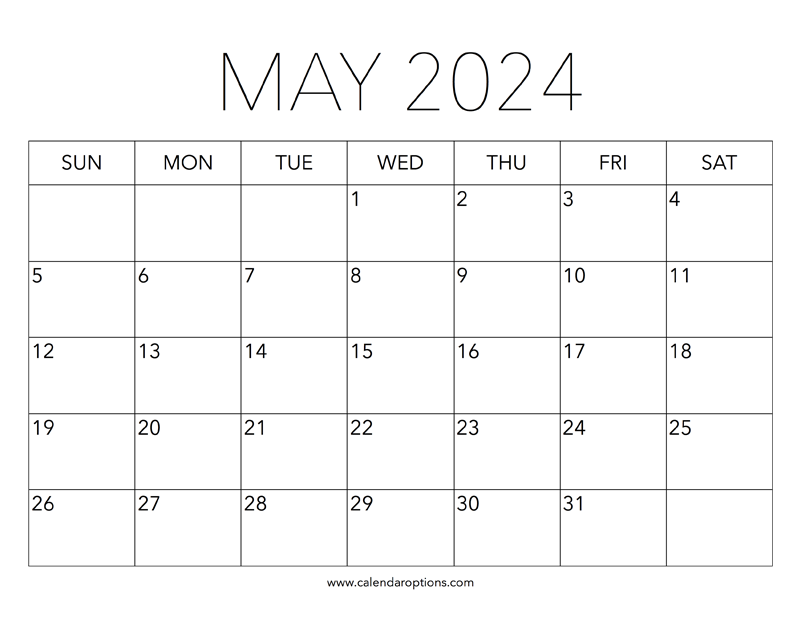 MAY 2024
SUN MON TUE WED THU FRI SAT
1 2 3 4
5 6 7 8 9 10 11
12 13 14 15 16 17 18
19 20 21 22 23 24 25
26 27 28 29 30 31
www.calendaroptions.com